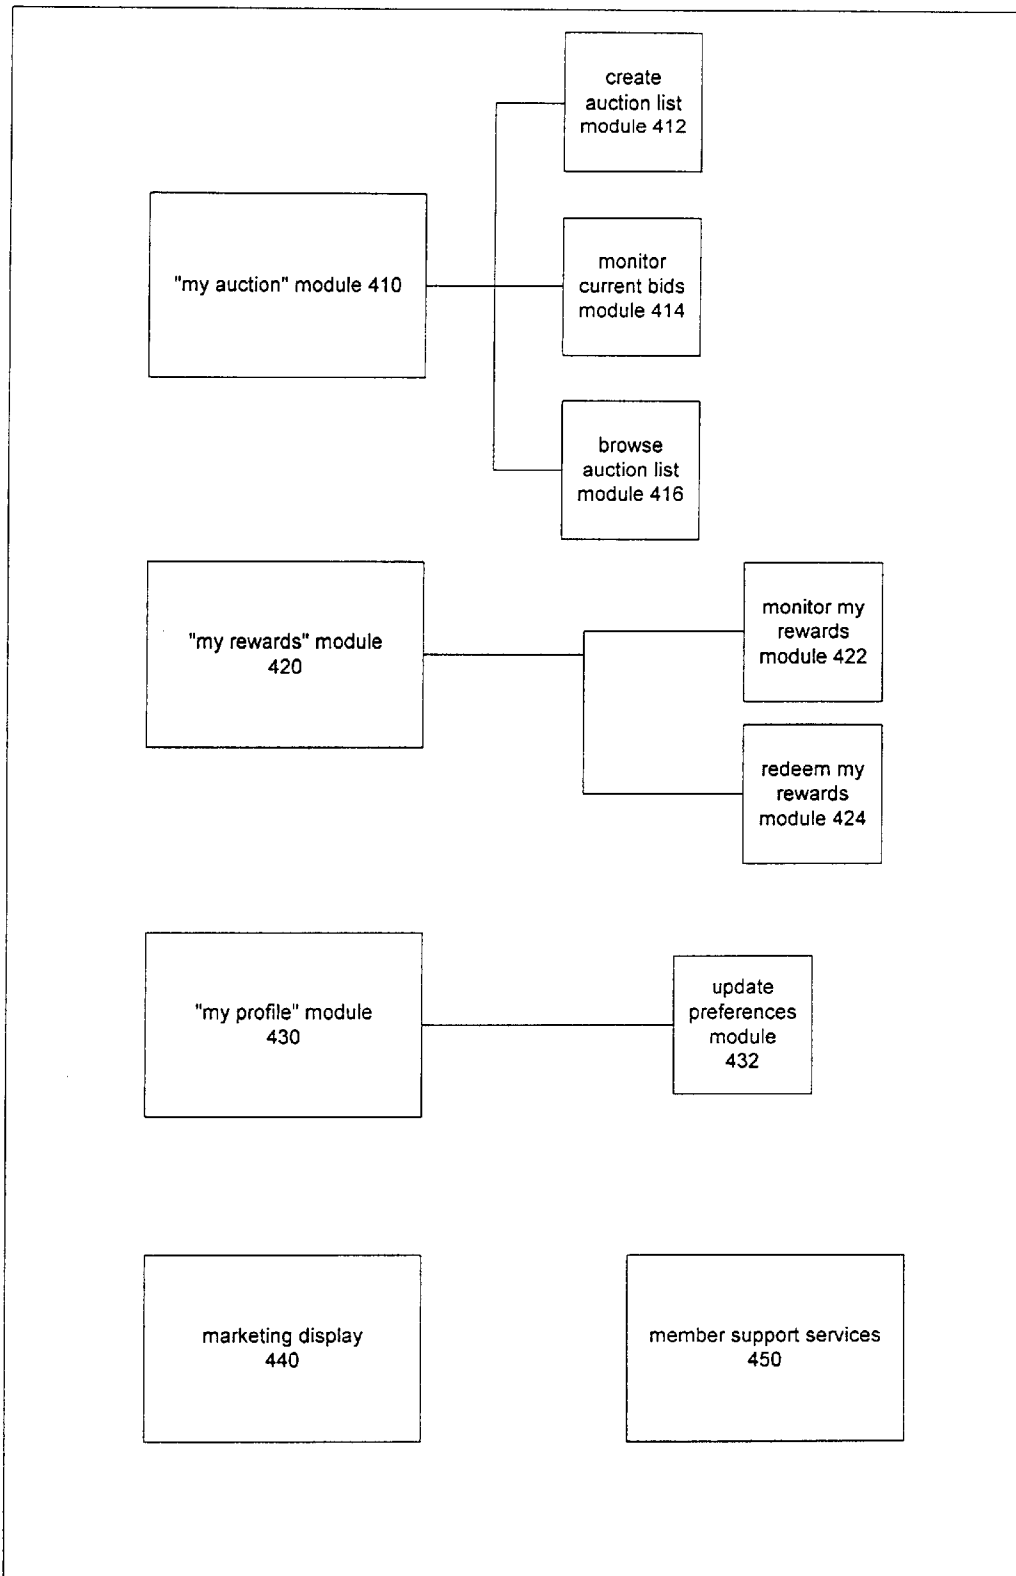 create
auction list
module 412
"my auction" module 410
monitor
current bids
module 414
browse
auction list
module 416
"my rewards" module
420
monitor my
rewards
module 422
redeem my
rewards
module 424
"my profile" module
430
update
preferences
module
432
marketing display
440
member support services
450